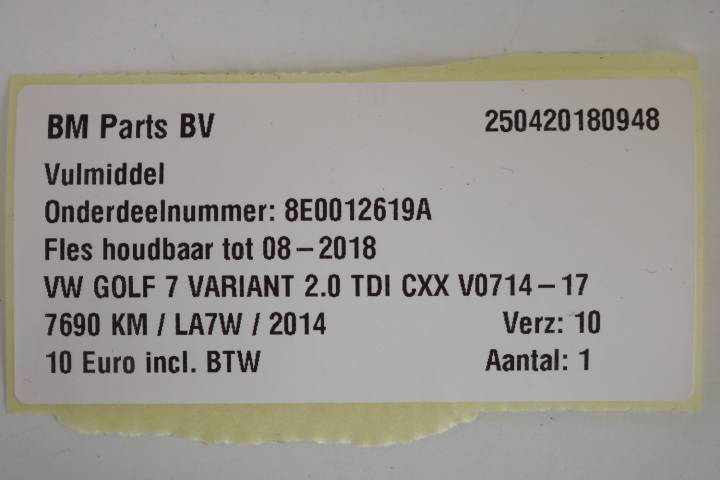 BM Parts BV 250420180948
Vulmiddel
Onderdeelnummer: 8E0012619A
Fles houdbaar tot 08-2018
VW GOLF 7 VARIANT 2.0 TDI CXX V0714-17
7690 KM / LA7W / 2014 Verz: 10
10 Euro incl. BTW Aantal: 1